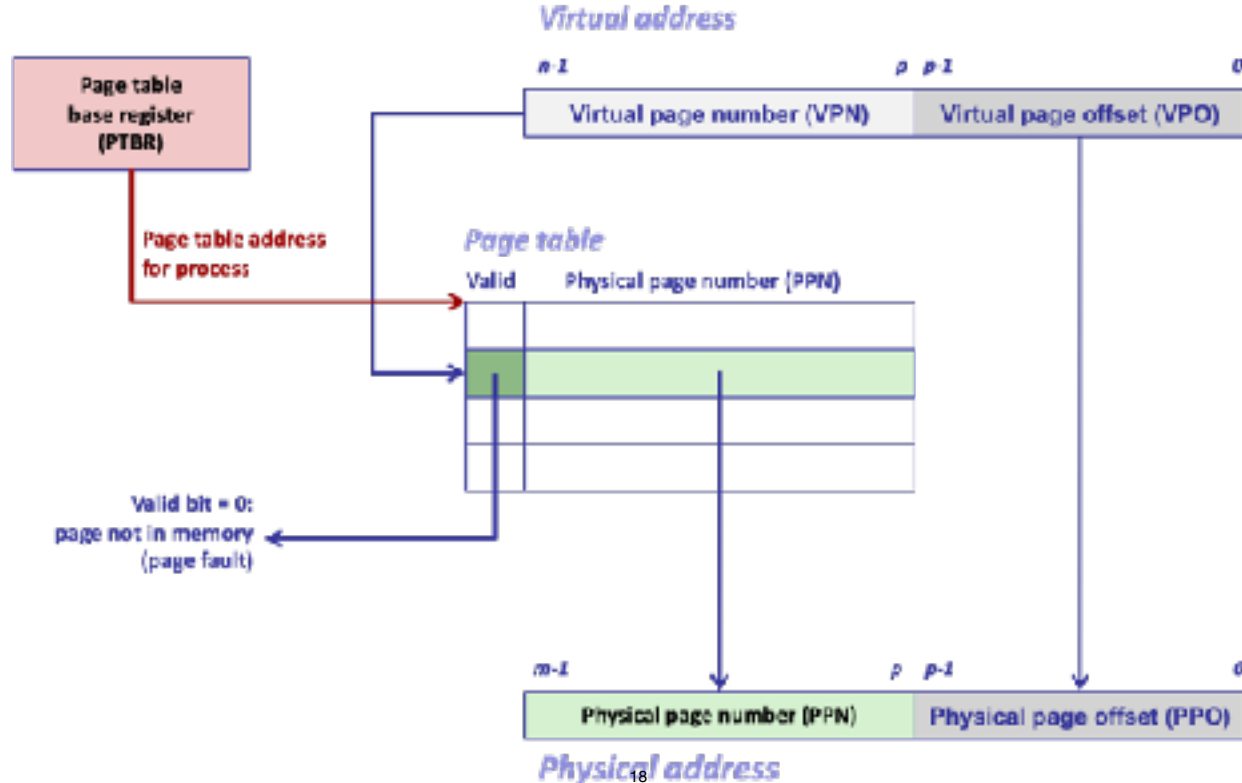 Virtual address
n-1 p p-1 0
Page table
base register
(PTBR)
Virtual page number (VPN) Virtual page offset (VPO)
Page table address
for process
Page table
Valid Physical page number (PPN)
Valid bit = 0:
page not in memory
(page fault)
m-1 p p-1 0
Physical page number (PPN) Physical page offset (PPO)
Physical address
18